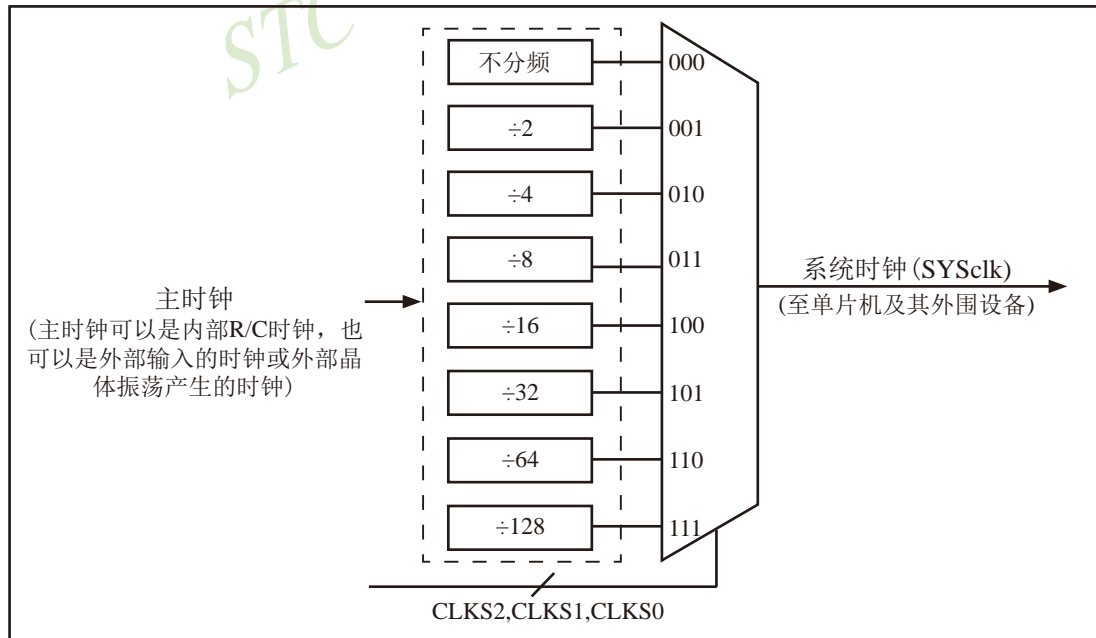 STC
不分频
000
÷2
001
÷4
010
÷8
011
÷16
100
÷32
101
÷64
110
÷128
111
主时钟
(主时钟可以是内部R/C时钟，也
可以是外部输入的时钟或外部晶
体振荡产生的时钟)
系统时钟(SYSclk)
(至单片机及其外围设备)
CLKS2,CLKS1,CLKS0